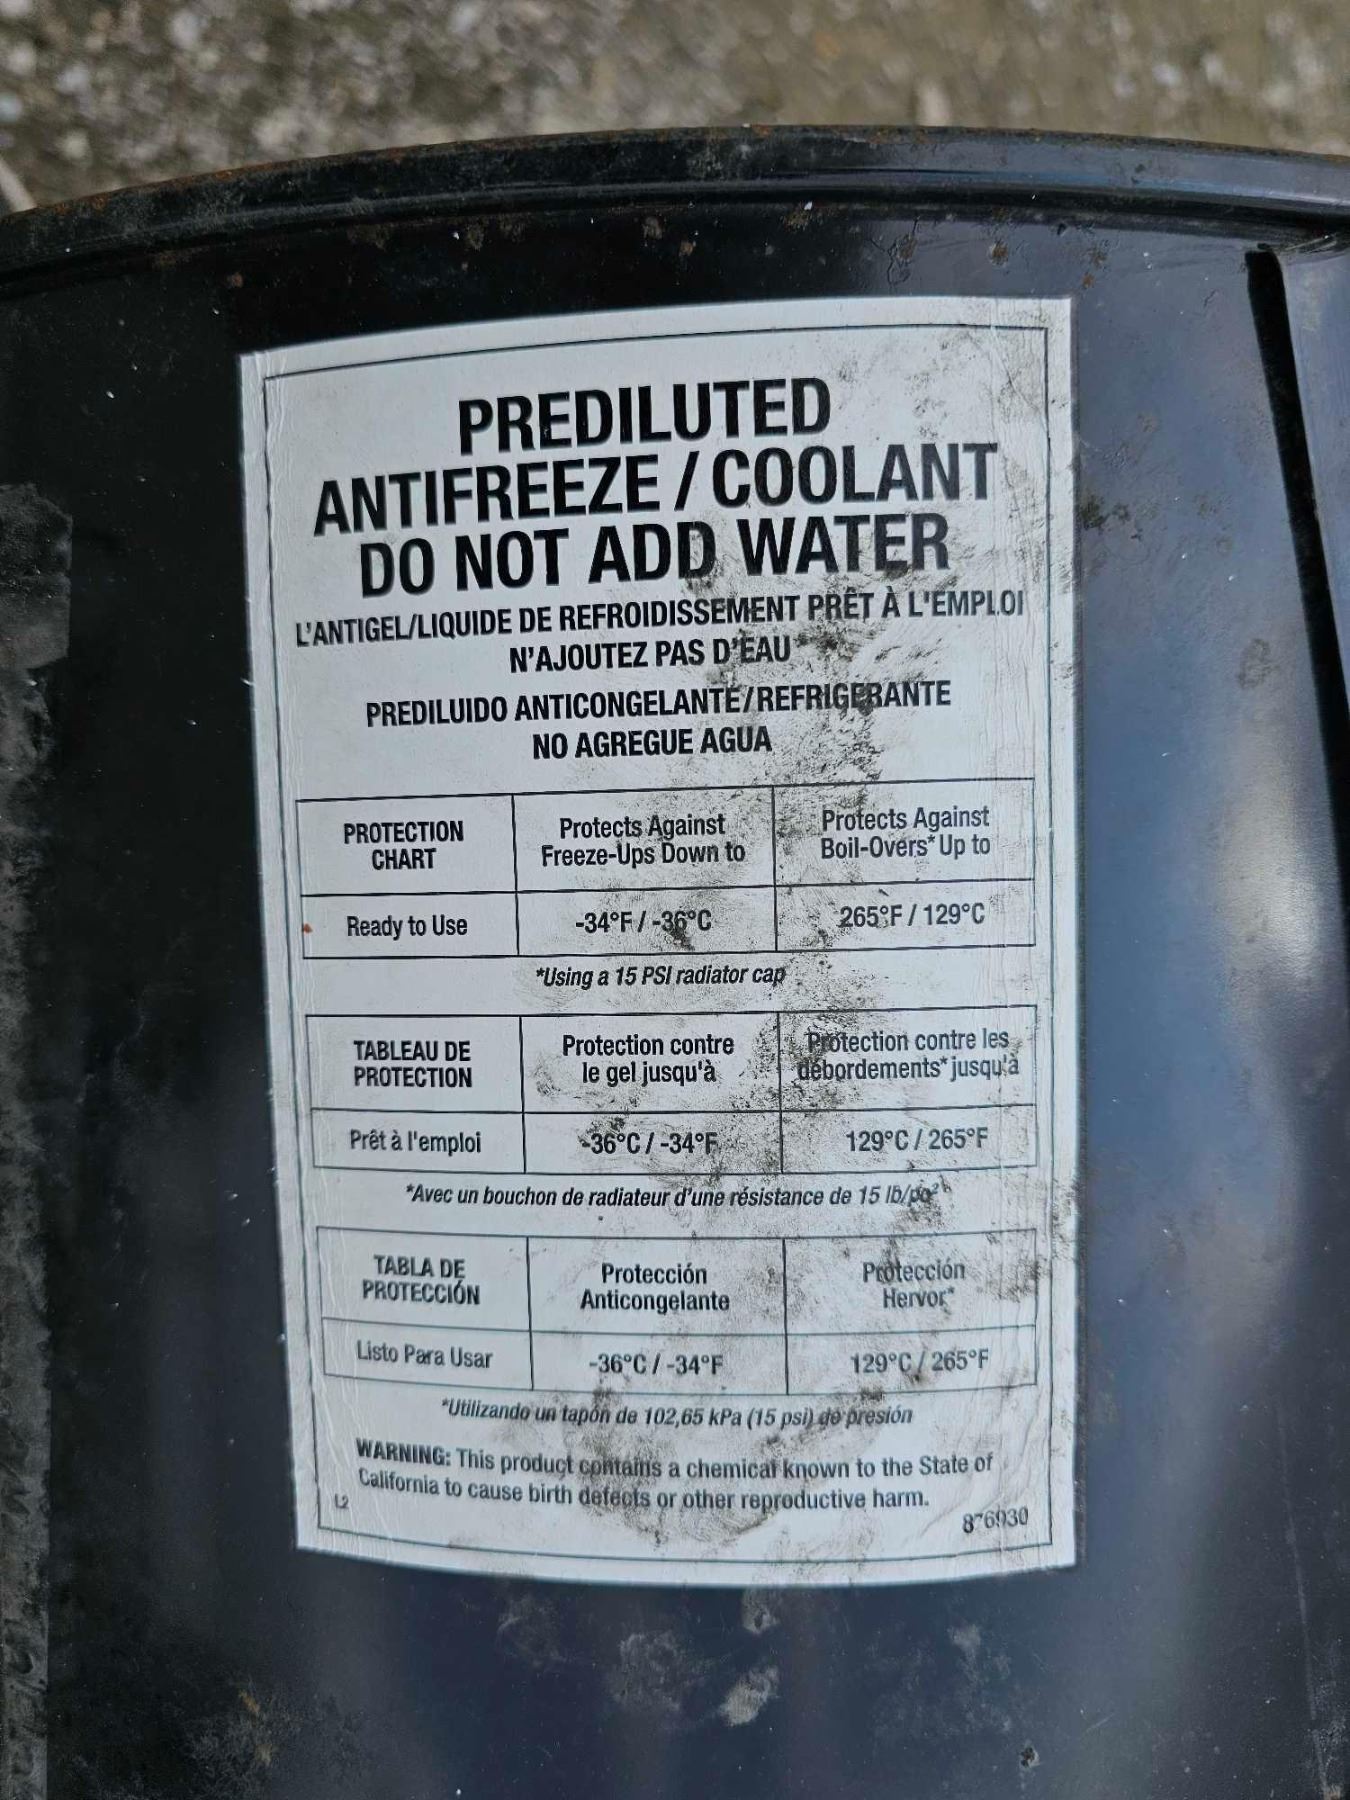 PREDILUTED
ANTIFREEZE / COOLANT
DO NOT ADD WATER
L'ANTIGEL/LIQUIDE DE REFROIDISSEMENT PRÊT À L'EMPLOI
N'AJOUTEZ PAS D'EAU
PREDILUIDO ANTICONGELANTE/REFRIGERANTE
NO AGREGUE AGUA
PROTECTION CHART
Protects Against Freeze-Ups Down to
Protects Against Boil-Overs* Up to
Ready to Use
-34°F / -36°C
265°F / 129°C
*Using a 15 PSI radiator cap
TABLEAU DE PROTECTION
Protection contre le gel jusqu'à
Protection contre les débordements* jusqu'à
Prêt à l'emploi
-36°C / -34°F
129°C / 265°F
*Avec un bouchon de radiateur d'une résistance de 15 lb/po²
TABLA DE PROTECCIÓN
Protección Anticongelante
Protección Hervor*
Listo Para Usar
-36°C / -34°F
129°C / 265°F
*Utilizando un tapón de 102,65 kPa (15 psi) de presión
WARNING: This product contains a chemical known to the State of
California to cause birth defects or other reproductive harm.
L2